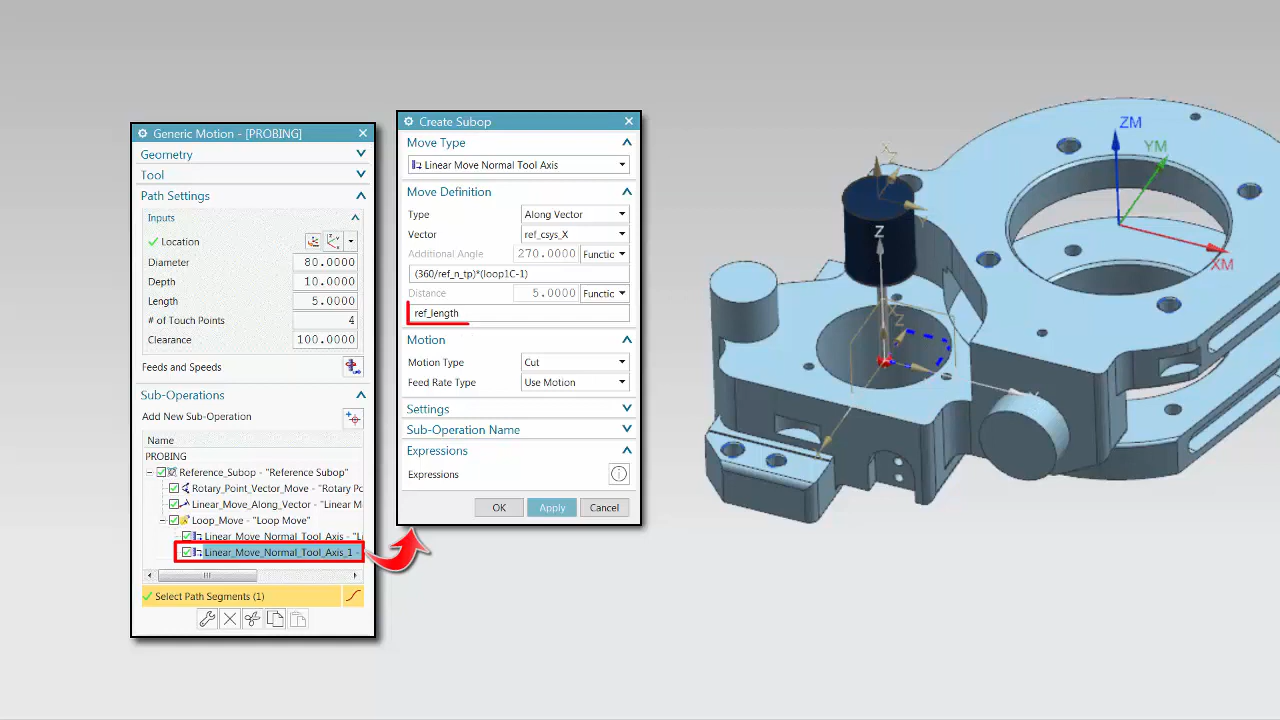 Generic Motion - [PROBING]
Geometry
Tool
Path Settings
Inputs
Location
Diameter 80.0000
Depth 10.0000
Length 5.0000
# of Touch Points 4
Clearance 100.0000
Feeds and Speeds
Sub-Operations
Add New Sub-Operation
Name
PROBING
Reference_Subop - "Reference Subop"
Rotary_Point_Vector_Move - "Rotary Pc
Linear_Move_Along_Vector - "Linear M
Loop_Move - "Loop Move"
Linear_Move_Normal_Tool_Axis - "Li
Linear_Move_Normal_Tool_Axis_1 -
Select Path Segments (1)
Create Subop
Move Type
Linear Move Normal Tool Axis
Move Definition
Type Along Vector
Vector ref_csys_X
Additional Angle 270.0000 Functic
(360/ref_n_tp)*(loop1C-1)
Distance 5.0000 Functic
ref_length
Motion
Motion Type Cut
Feed Rate Type Use Motion
Settings
Sub-Operation Name
Expressions
Expressions
OK Apply Cancel
ZM
YM
XM
X
Z
Z